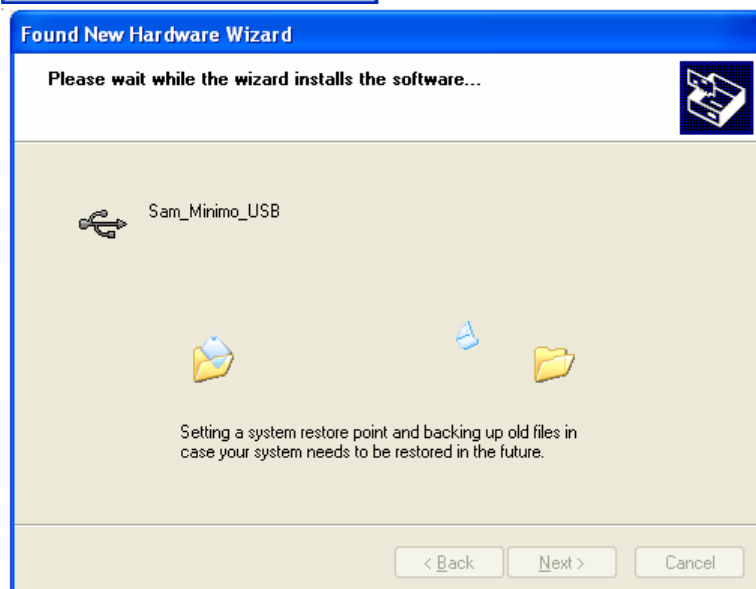 Found New Hardware Wizard
Please wait while the wizard installs the software...
Sam_Minimo_USB
Setting a system restore point and backing up old files in
case your system needs to be restored in the future.
< Back Next > Cancel